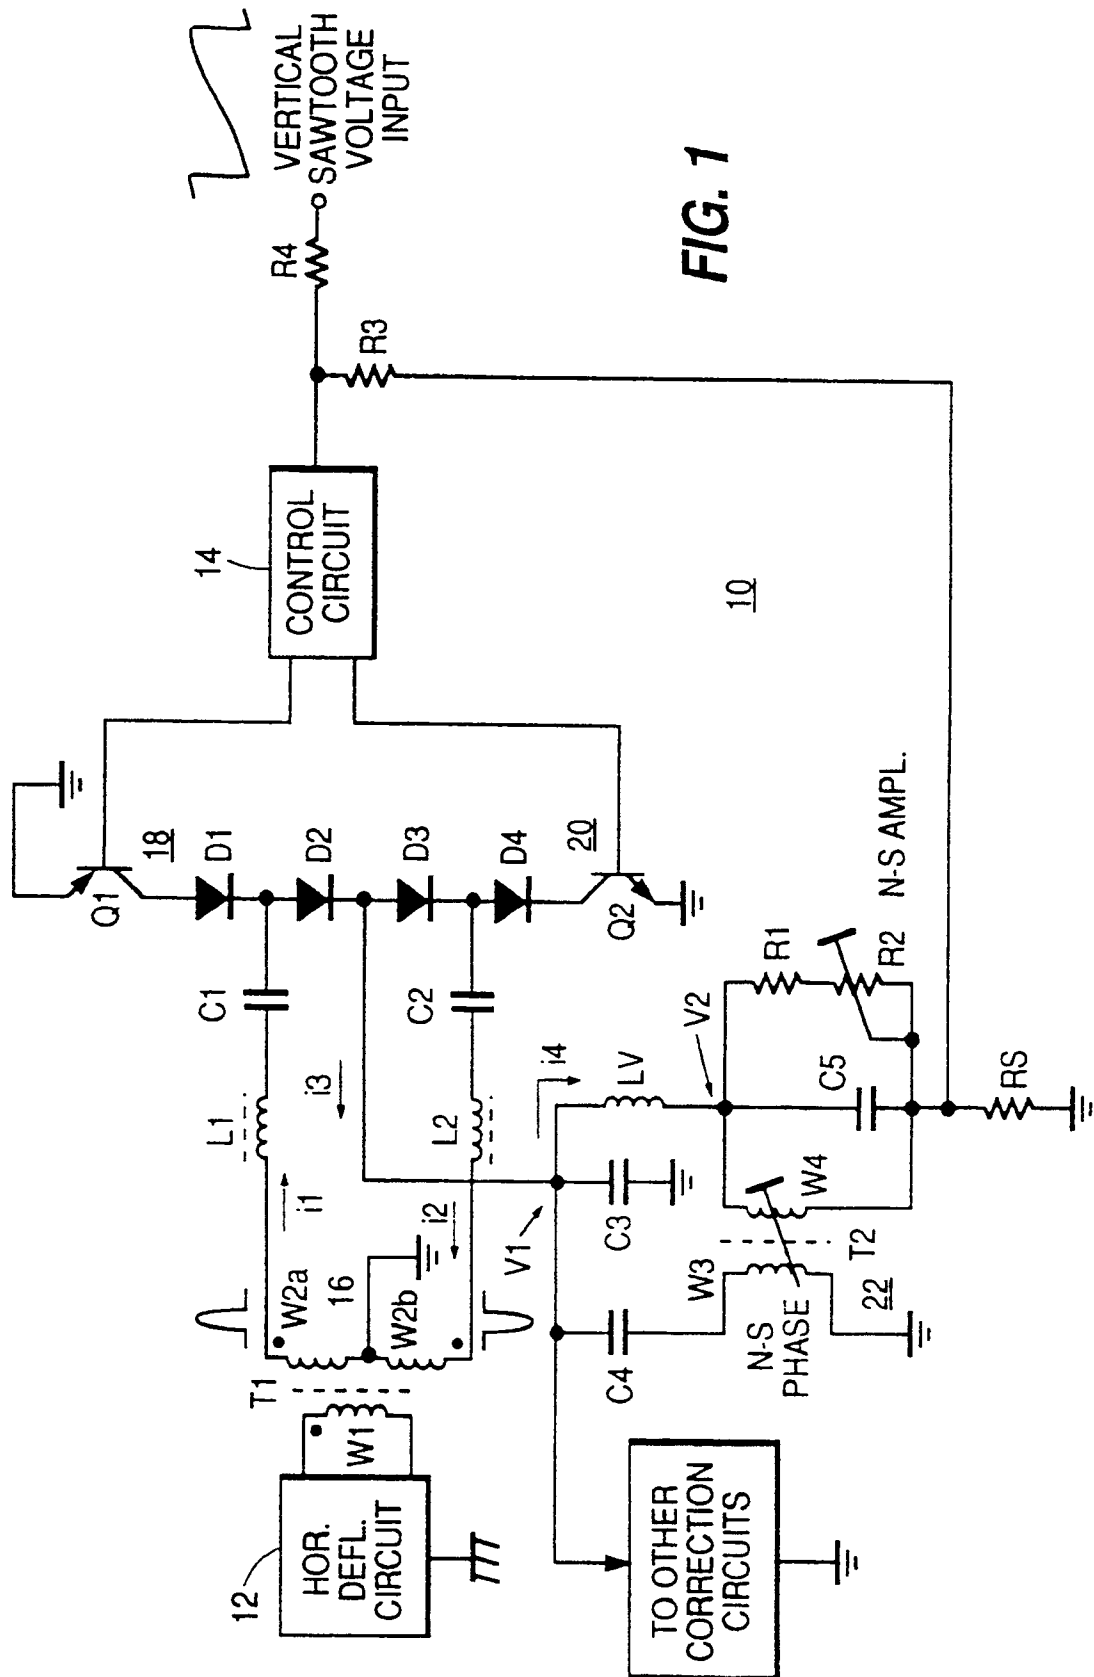 VERTICAL
SAWTOOTH
VOLTAGE
INPUT
R4
R3
FIG. 1
14
CONTROL
CIRCUIT
10
Q1
18
D1
D2
D3
D4
20
Q2
C1
C2
L1
L2
i1
i2
i3
i4
12
HOR.
DEFL.
CIRCUIT
W1
T1
W2a
16
W2b
V1
C3
LV
V2
R1
R2
N-S AMPL.
C5
RS
W4
T2
22
W3
N-S
PHASE
C4
TO OTHER
CORRECTION
CIRCUITS